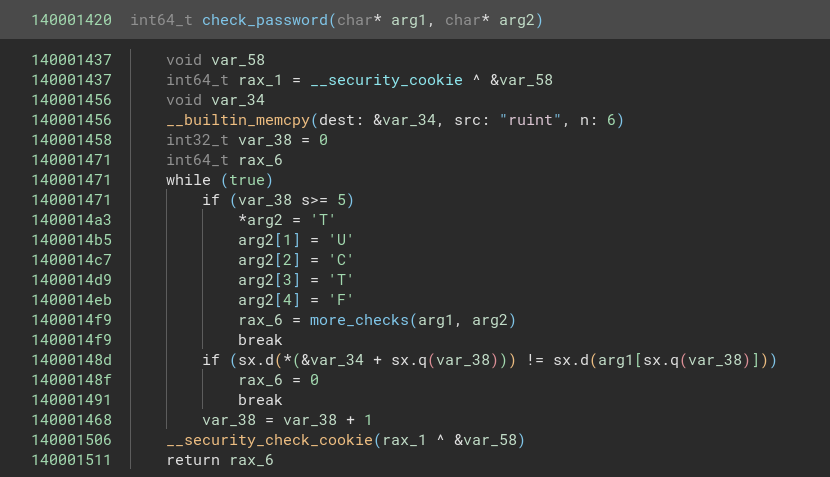 140001420 int64_t check_password(char* arg1, char* arg2)
140001437 void var_58
140001437 int64_t rax_1 = __security_cookie ^ &var_58
140001456 void var_34
140001456 __builtin_memcpy(dest: &var_34, src: "ruint", n: 6)
140001458 int32_t var_38 = 0
140001471 int64_t rax_6
140001471 while (true)
140001471 if (var_38 s>= 5)
1400014a3 *arg2 = 'T'
1400014b5 arg2[1] = 'U'
1400014c7 arg2[2] = 'C'
1400014d9 arg2[3] = 'T'
1400014eb arg2[4] = 'F'
1400014f9 rax_6 = more_checks(arg1, arg2)
1400014f9 break
14000148d if (sx.d(*(&var_34 + sx.q(var_38))) != sx.d(arg1[sx.q(var_38)]))
14000148f rax_6 = 0
140001491 break
140001468 var_38 = var_38 + 1
140001506 __security_check_cookie(rax_1 ^ &var_58)
140001511 return rax_6